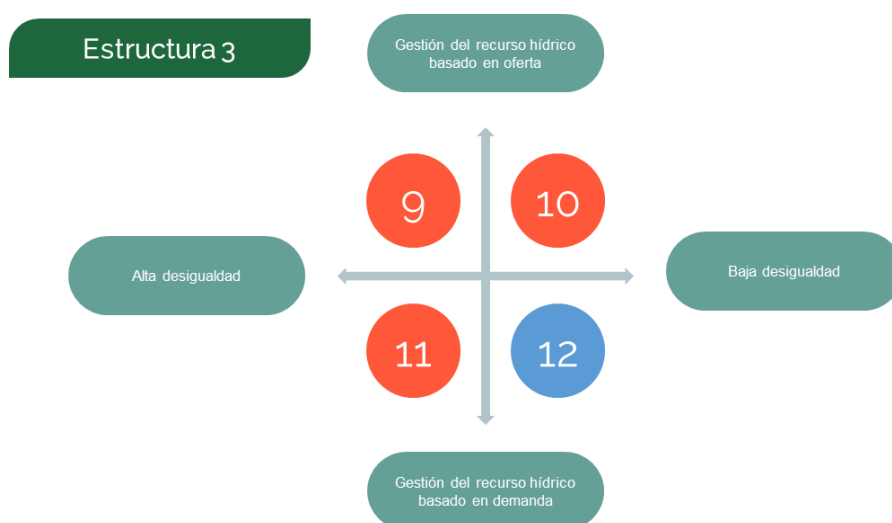 Estructura 3
Gestión del recurso hídrico
basado en oferta
9
10
Alta desigualdad
Baja desigualdad
11
12
Gestión del recurso hídrico
basado en demanda